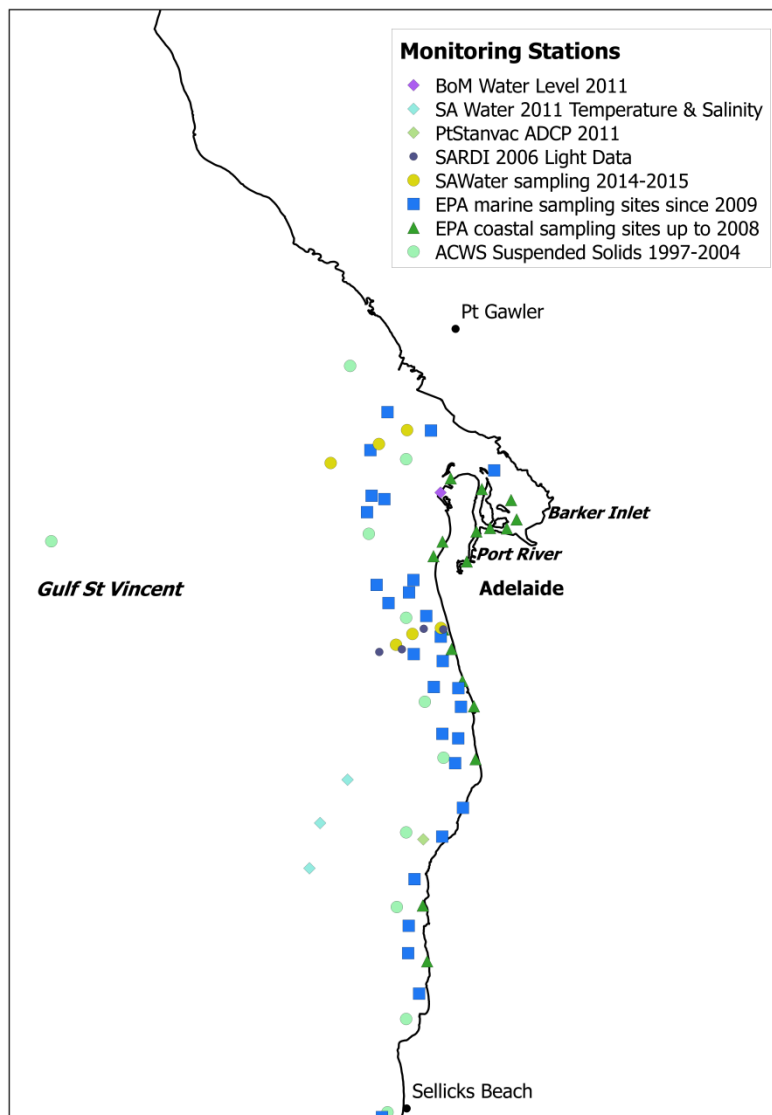 Monitoring Stations
BoM Water Level 2011
SA Water 2011 Temperature & Salinity
PtStanvac ADCP 2011
SARDI 2006 Light Data
SAWater sampling 2014-2015
EPA marine sampling sites since 2009
EPA coastal sampling sites up to 2008
ACWS Suspended Solids 1997-2004
Pt Gawler
Barker Inlet
Port River
Gulf St Vincent
Adelaide
Sellicks Beach